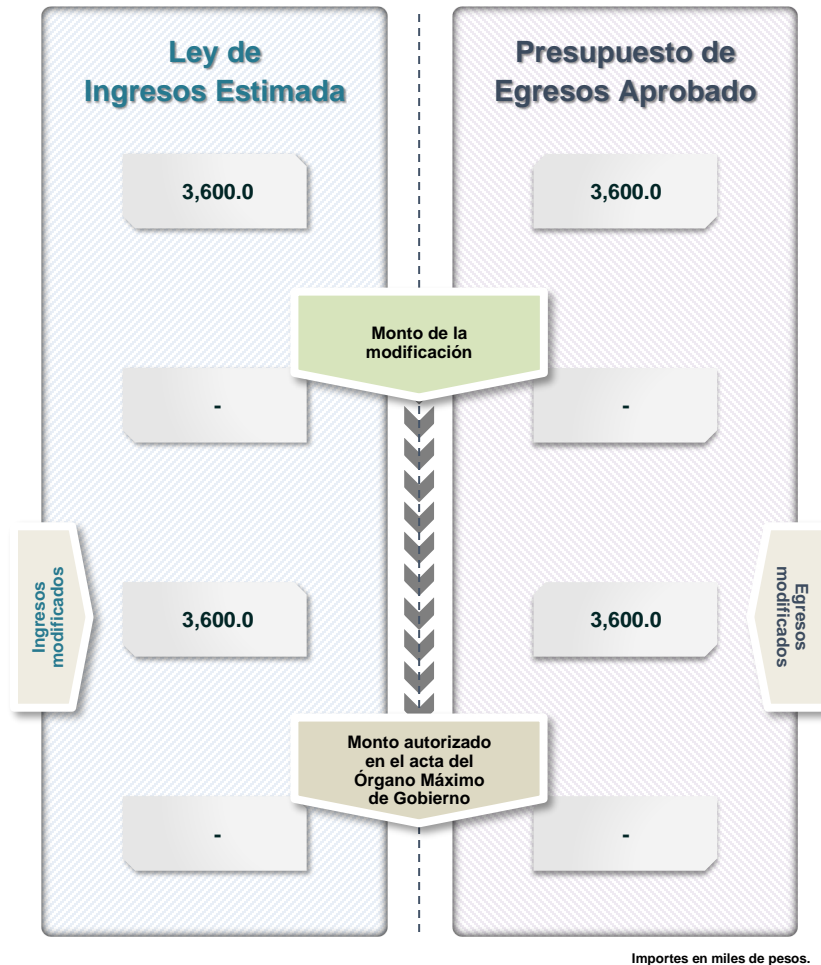 Ley de
Ingresos Estimada
Presupuesto de
Egresos Aprobado
3,600.0
3,600.0
Monto de la
modificación
-
-
Ingresos
modificados
3,600.0
3,600.0
Egresos
modificados
Monto autorizado
en el acta del
Órgano Máximo
de Gobierno
-
-
Importes en miles de pesos.